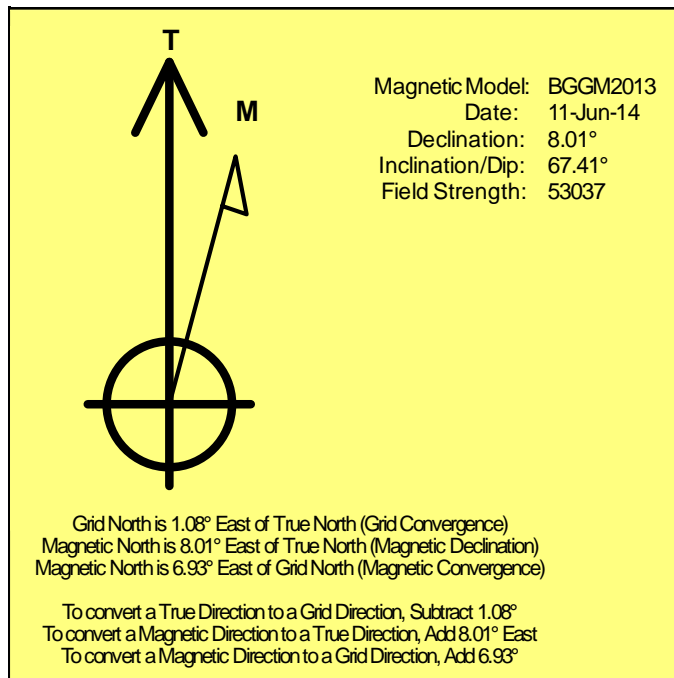 T
M
Magnetic Model: BGGM2013
Date: 11-Jun-14
Declination: 8.01°
Inclination/Dip: 67.41°
Field Strength: 53037
Grid North is 1.08° East of True North (Grid Convergence)
Magnetic North is 8.01° East of True North (Magnetic Declination)
Magnetic North is 6.93° East of Grid North (Magnetic Convergence)
To convert a True Direction to a Grid Direction, Subtract 1.08°
To convert a Magnetic Direction to a True Direction, Add 8.01° East
To convert a Magnetic Direction to a Grid Direction, Add 6.93°